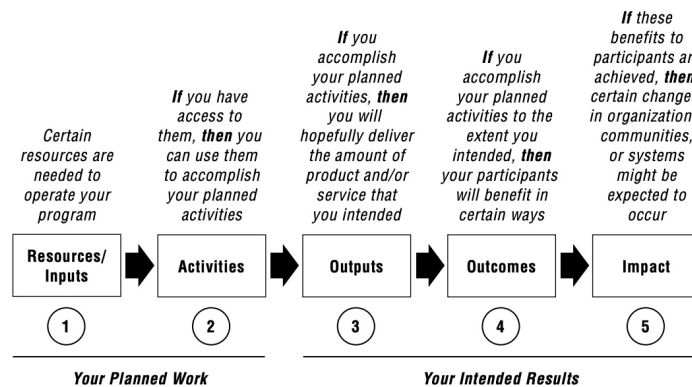 Certain
resources are
needed to
operate your
program
If you have
access to
them, then you
can use them
to accomplish
your planned
activities
If you
accomplish
your planned
activities, then
you will
hopefully deliver
the amount of
product and/or
service that
you intended
If you
accomplish
your planned
activities to the
extent you
intended, then
your participants
will benefit in
certain ways
If these
benefits to
participants ar
achieved, then
certain change
in organization
communities,
or systems
might be
expected to
occur
Resources/
Inputs
Activities
Outputs
Outcomes
Impact
1
2
3
4
5
Your Planned Work
Your Intended Results